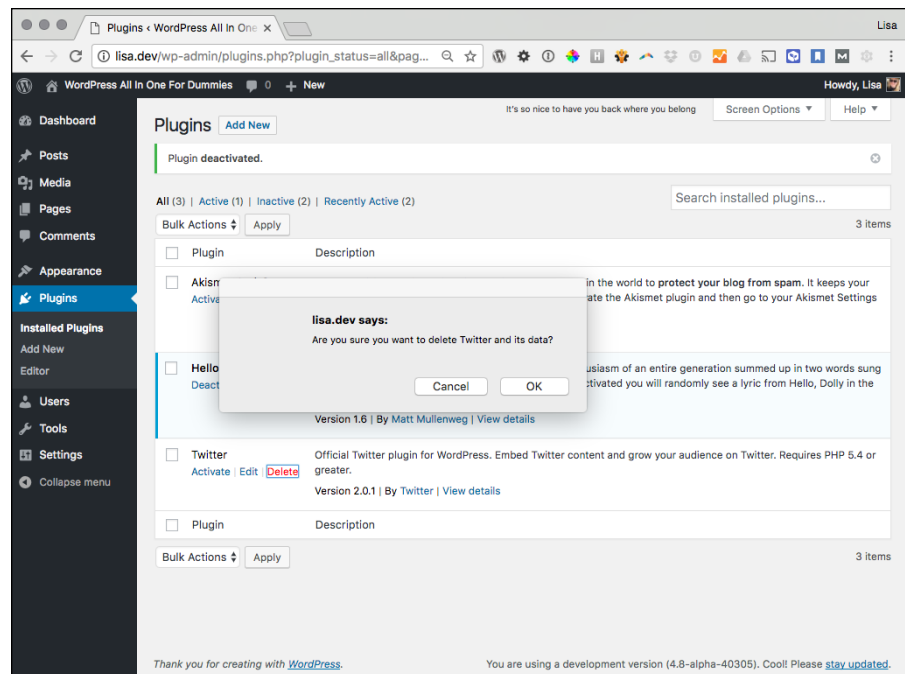 Plugins ‹ WordPress All In One
Lisa
lisa.dev/wp-admin/plugins.php?plugin_status=all&pag...
WordPress All In One For Dummies 0 + New
Howdy, Lisa
Dashboard
Posts
Media
Pages
Comments
Appearance
Plugins
Installed Plugins
Add New
Editor
Users
Tools
Settings
Collapse menu
It's so nice to have you back where you belong
Screen Options
Help
Plugins Add New
Plugin deactivated.
All (3) | Active (1) | Inactive (2) | Recently Active (2)
Search installed plugins...
Bulk Actions Apply
3 items
Plugin Description
in the world to protect your blog from spam. It keeps your
and then go to your Akismet Settings
lisa.dev says:
Are you sure you want to delete Twitter and its data?
Cancel OK
Hello
of an entire generation summed up in two words sung
you will randomly see a lyric from Hello, Dolly in the
Version 1.6 | By Matt Mullenweg | View details
Twitter
Activate | Edit | Delete
Official Twitter plugin for WordPress. Embed Twitter content and grow your audience on Twitter. Requires PHP 5.4 or
greater.
Version 2.0.1 | By Twitter | View details
Plugin Description
Bulk Actions Apply
3 items
Thank you for creating with WordPress.
You are using a development version (4.8-alpha-40305). Cool! Please stay updated.